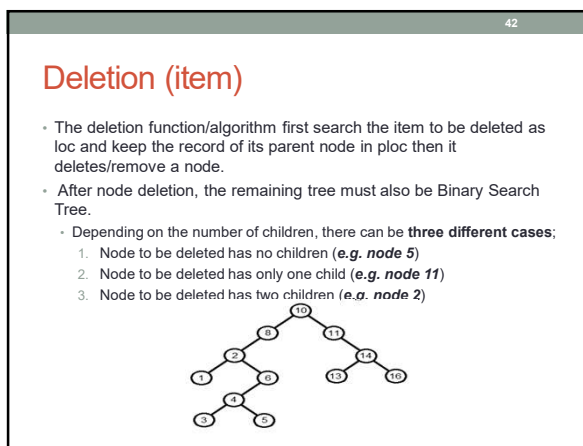 42
Deletion (item)
• The deletion function/algorithm first search the item to be deleted as
loc and keep the record of its parent node in ploc then it
deletes/remove a node.
• After node deletion, the remaining tree must also be Binary Search
Tree.
• Depending on the number of children, there can be three different cases;
1. Node to be deleted has no children (e.g. node 5)
2. Node to be deleted has only one child (e.g. node 11)
3. Node to be deleted has two children (e.g. node 2)
10
8 11
2 14
1 6 13 16
4
3 5